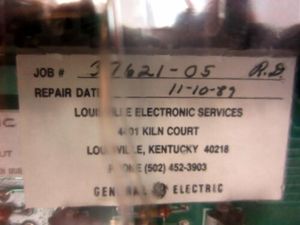 JOB # 37621-05 R.D.
REPAIR DATE 11-10-89
LOUISVILLE ELECTRONIC SERVICES
4401 KILN COURT
LOUISVILLE, KENTUCKY 40218
PHONE (502) 452-3903
GENERAL ELECTRIC